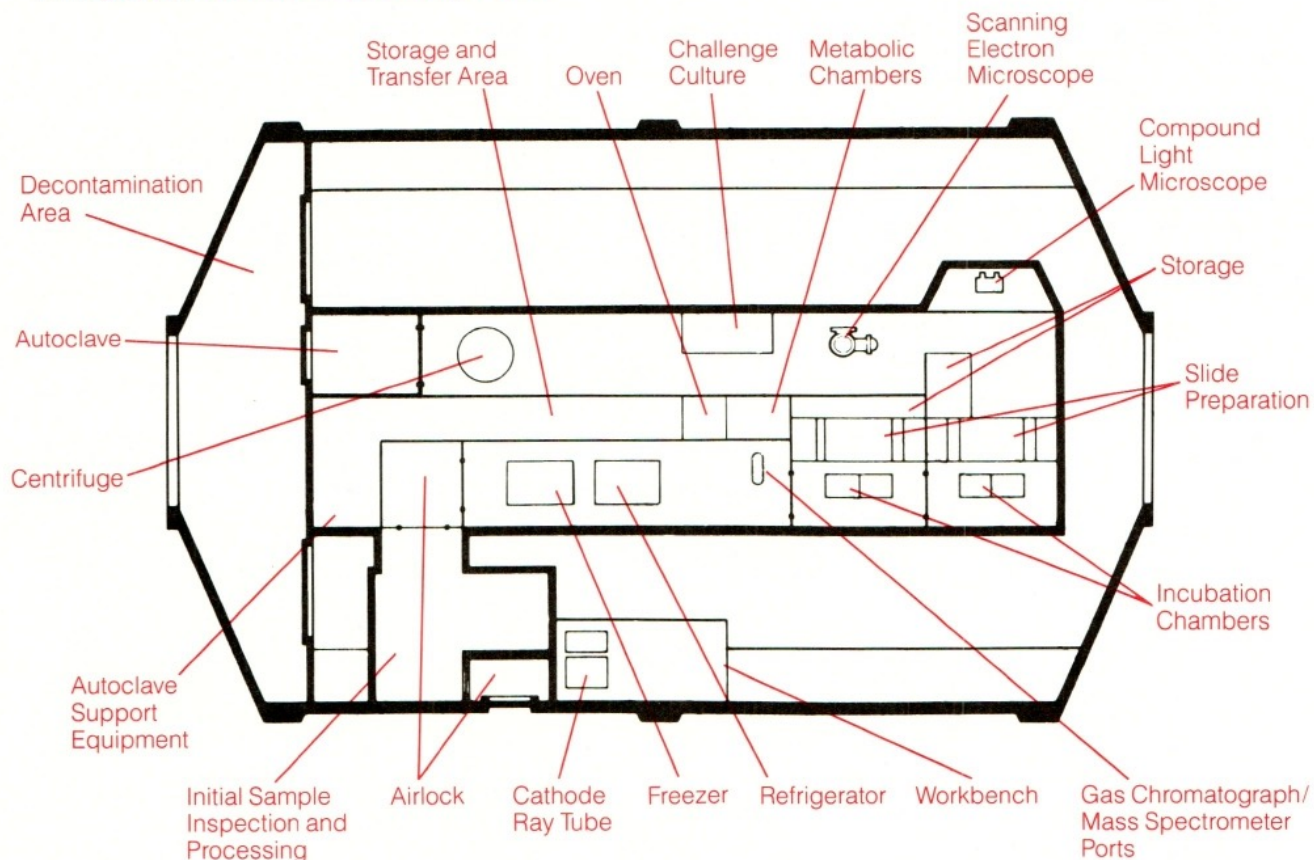 Storage and
Transfer Area
Oven
Challenge
Culture
Metabolic
Chambers
Scanning
Electron
Microscope
Compound
Light
Microscope
Decontamination
Area
Storage
Autoclave
Slide
Preparation
Centrifuge
Incubation
Chambers
Autoclave
Support
Equipment
Initial Sample
Inspection and
Processing
Airlock
Cathode
Ray Tube
Freezer
Refrigerator
Workbench
Gas Chromatograph/
Mass Spectrometer
Ports